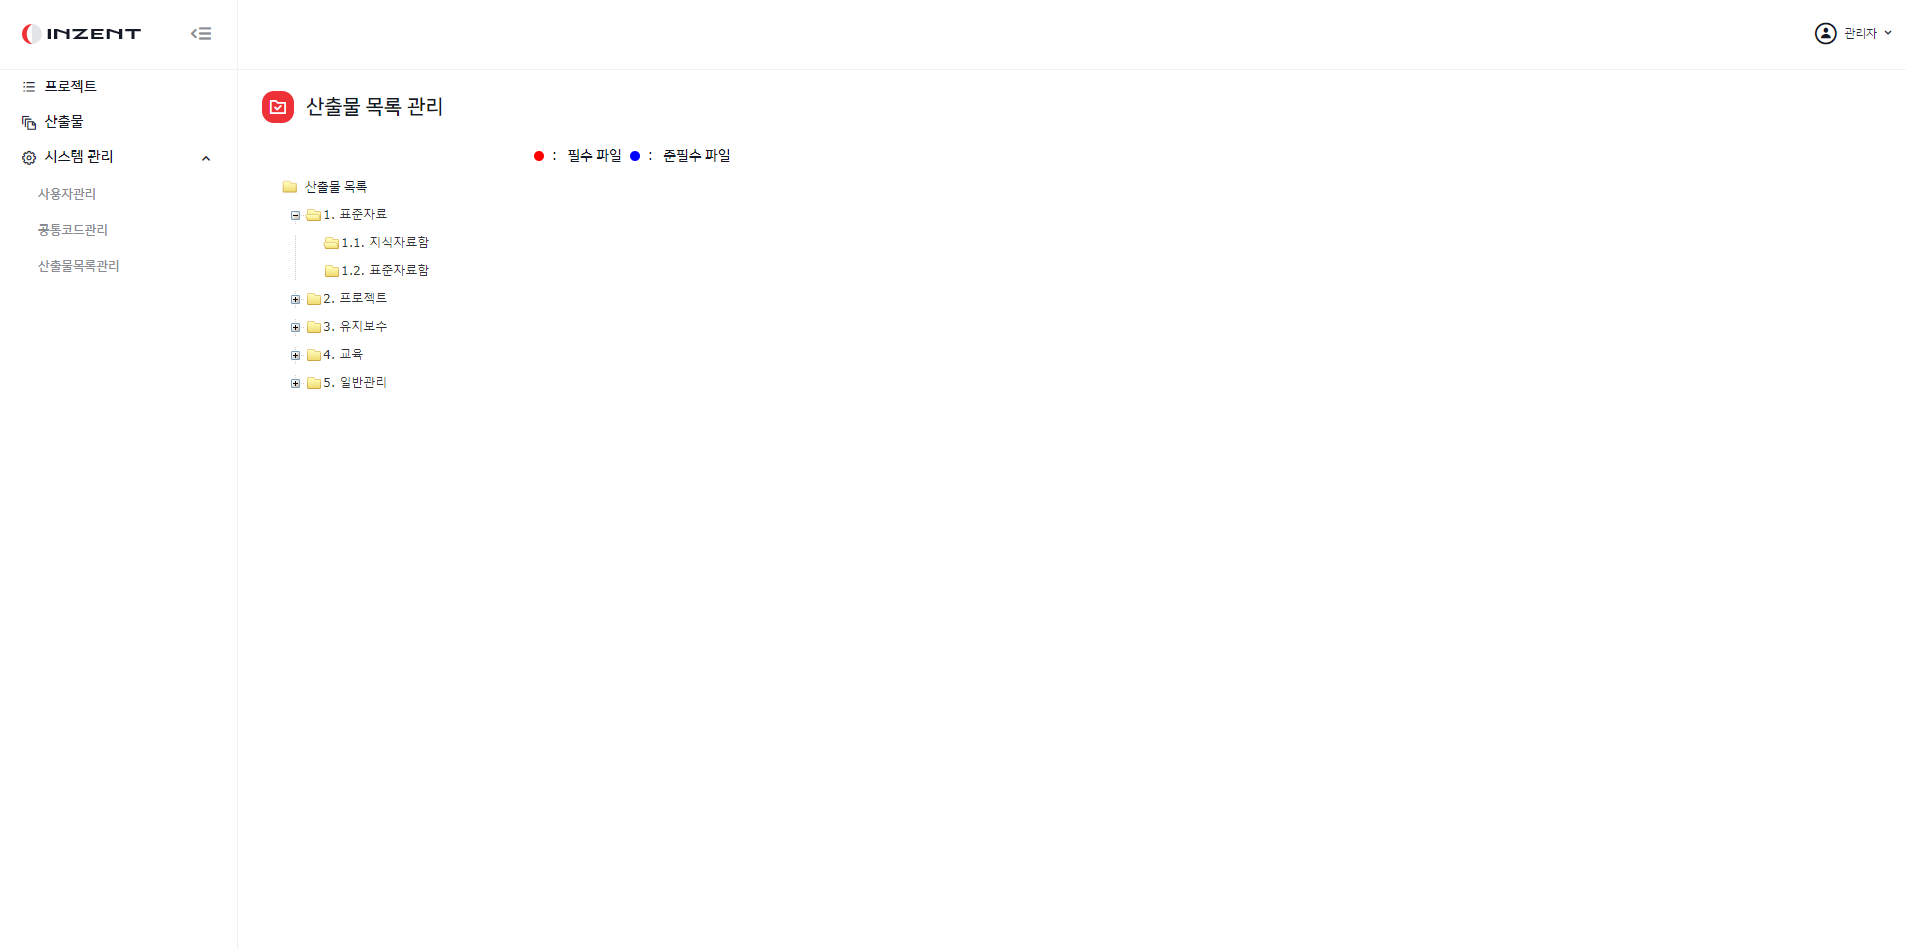 INZENT
관리자
프로젝트
산출물
시스템 관리
사용자관리
공통코드관리
산출물목록관리
산출물 목록 관리
: 필수 파일 : 준필수 파일
산출물 목록
1. 표준자료
1.1. 지식자료함
1.2. 표준자료함
2. 프로젝트
3. 유지보수
4. 교육
5. 일반관리